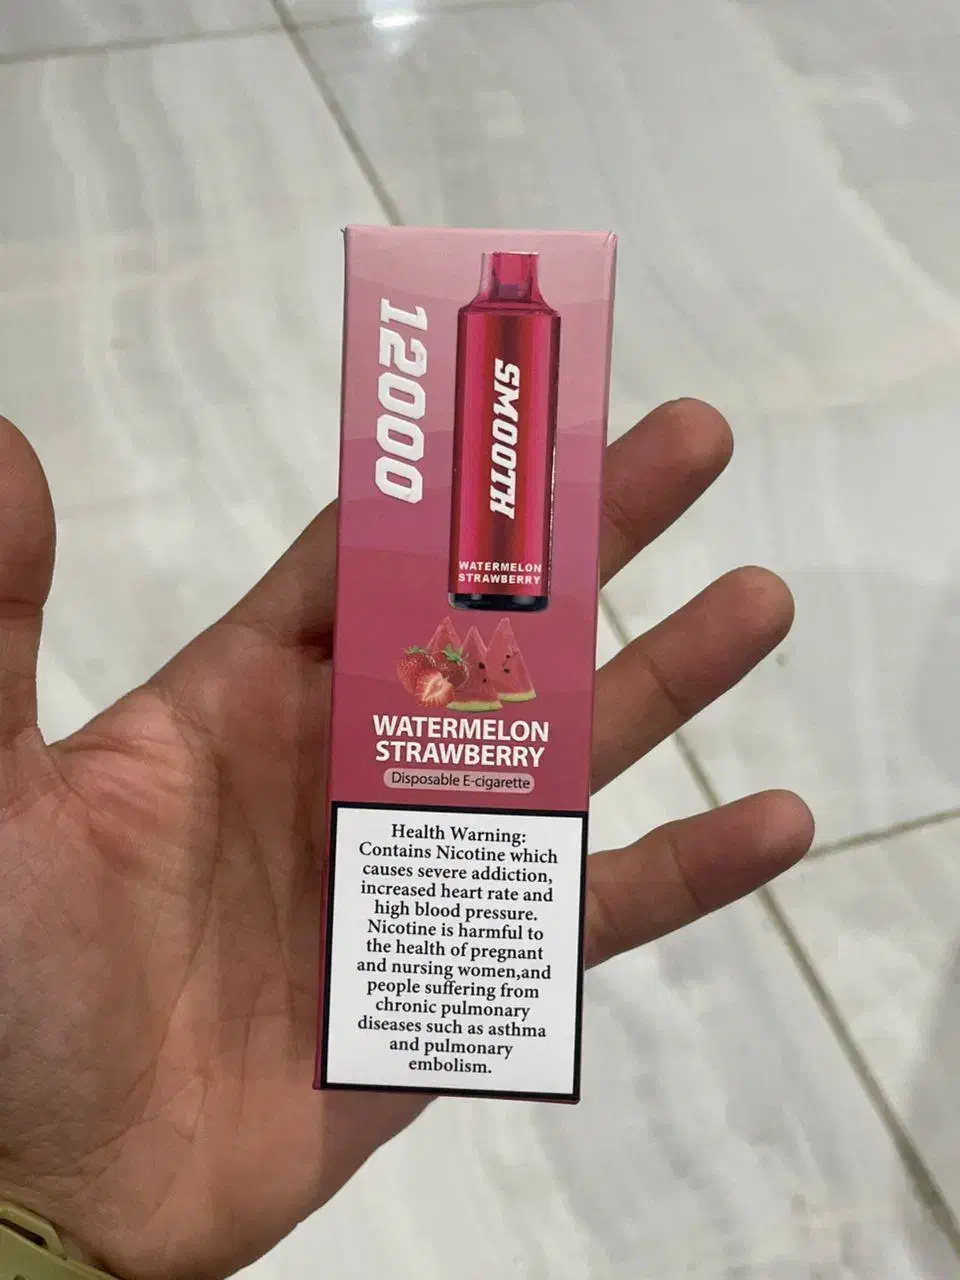 12000
SMOOTH
WATERMELON
STRAWBERRY
WATERMELON
STRAWBERRY
Disposable E-cigarette
Health Warning:
Contains Nicotine which
causes severe addiction,
increased heart rate and
high blood pressure.
Nicotine is harmful to
the health of pregnant
and nursing women,and
people suffering from
chronic pulmonary
diseases such as asthma
and pulmonary
embolism.